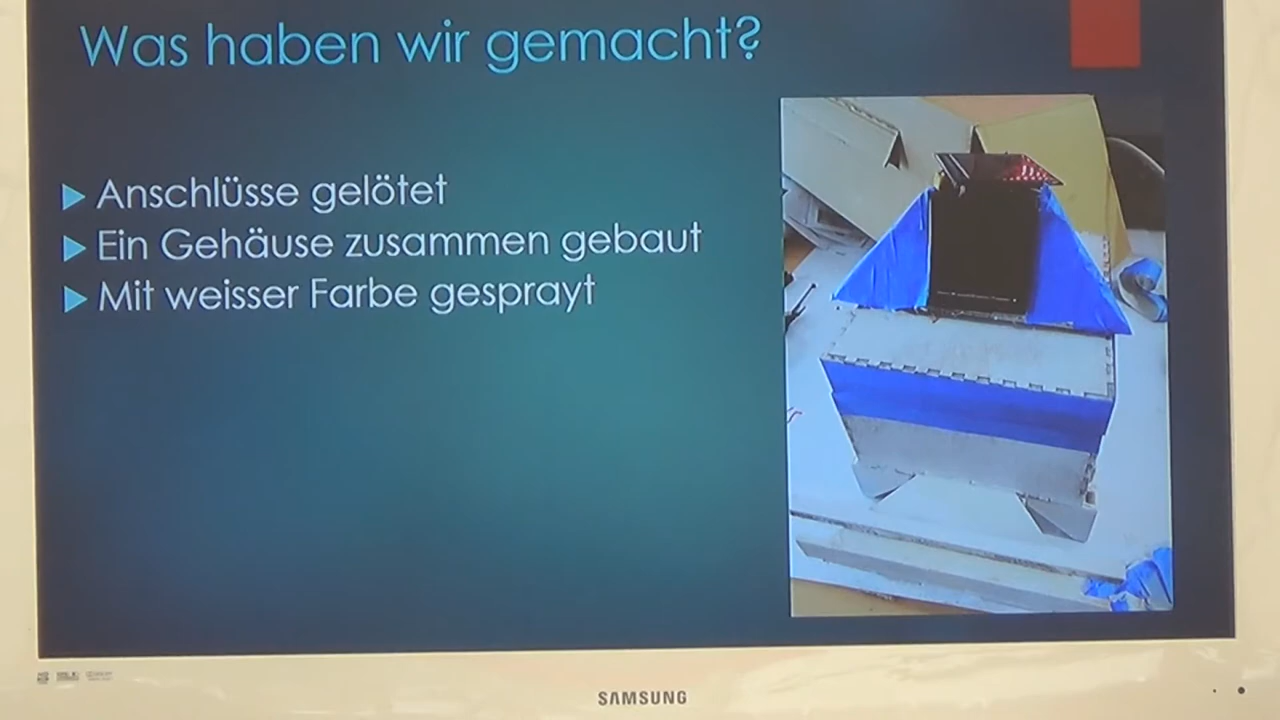 Was haben wir gemacht?
Anschlüsse gelötet
Ein Gehäuse zusammen gebaut
Mit weisser Farbe gesprayt
SAMSUNG